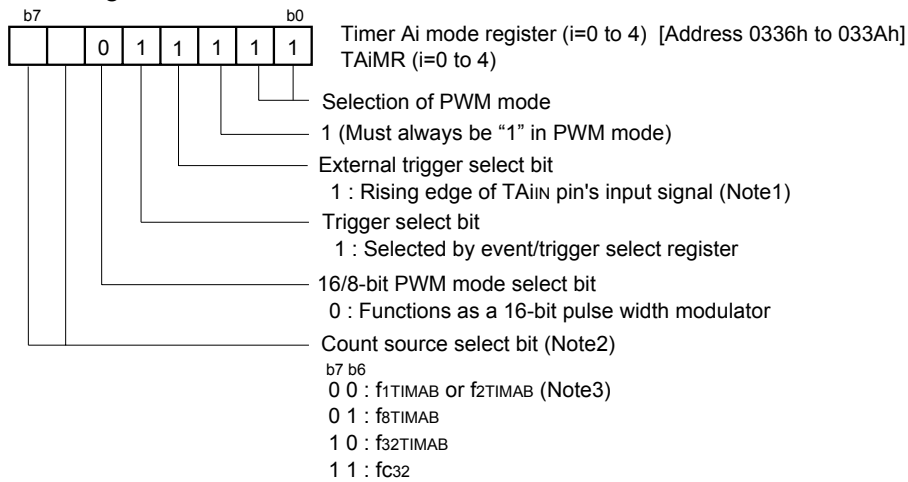 b7 b0
0 1 1 1 1 1
Timer Ai mode register (i=0 to 4) [Address 0336h to 033Ah]
TAiMR (i=0 to 4)
Selection of PWM mode
1 (Must always be “1” in PWM mode)
External trigger select bit
1 : Rising edge of TAiIN pin's input signal (Note1)
Trigger select bit
1 : Selected by event/trigger select register
16/8-bit PWM mode select bit
0 : Functions as a 16-bit pulse width modulator
Count source select bit (Note2)
b7 b6
0 0 : f1TIMAB or f2TIMAB (Note3)
0 1 : f8TIMAB
1 0 : f32TIMAB
1 1 : fC32